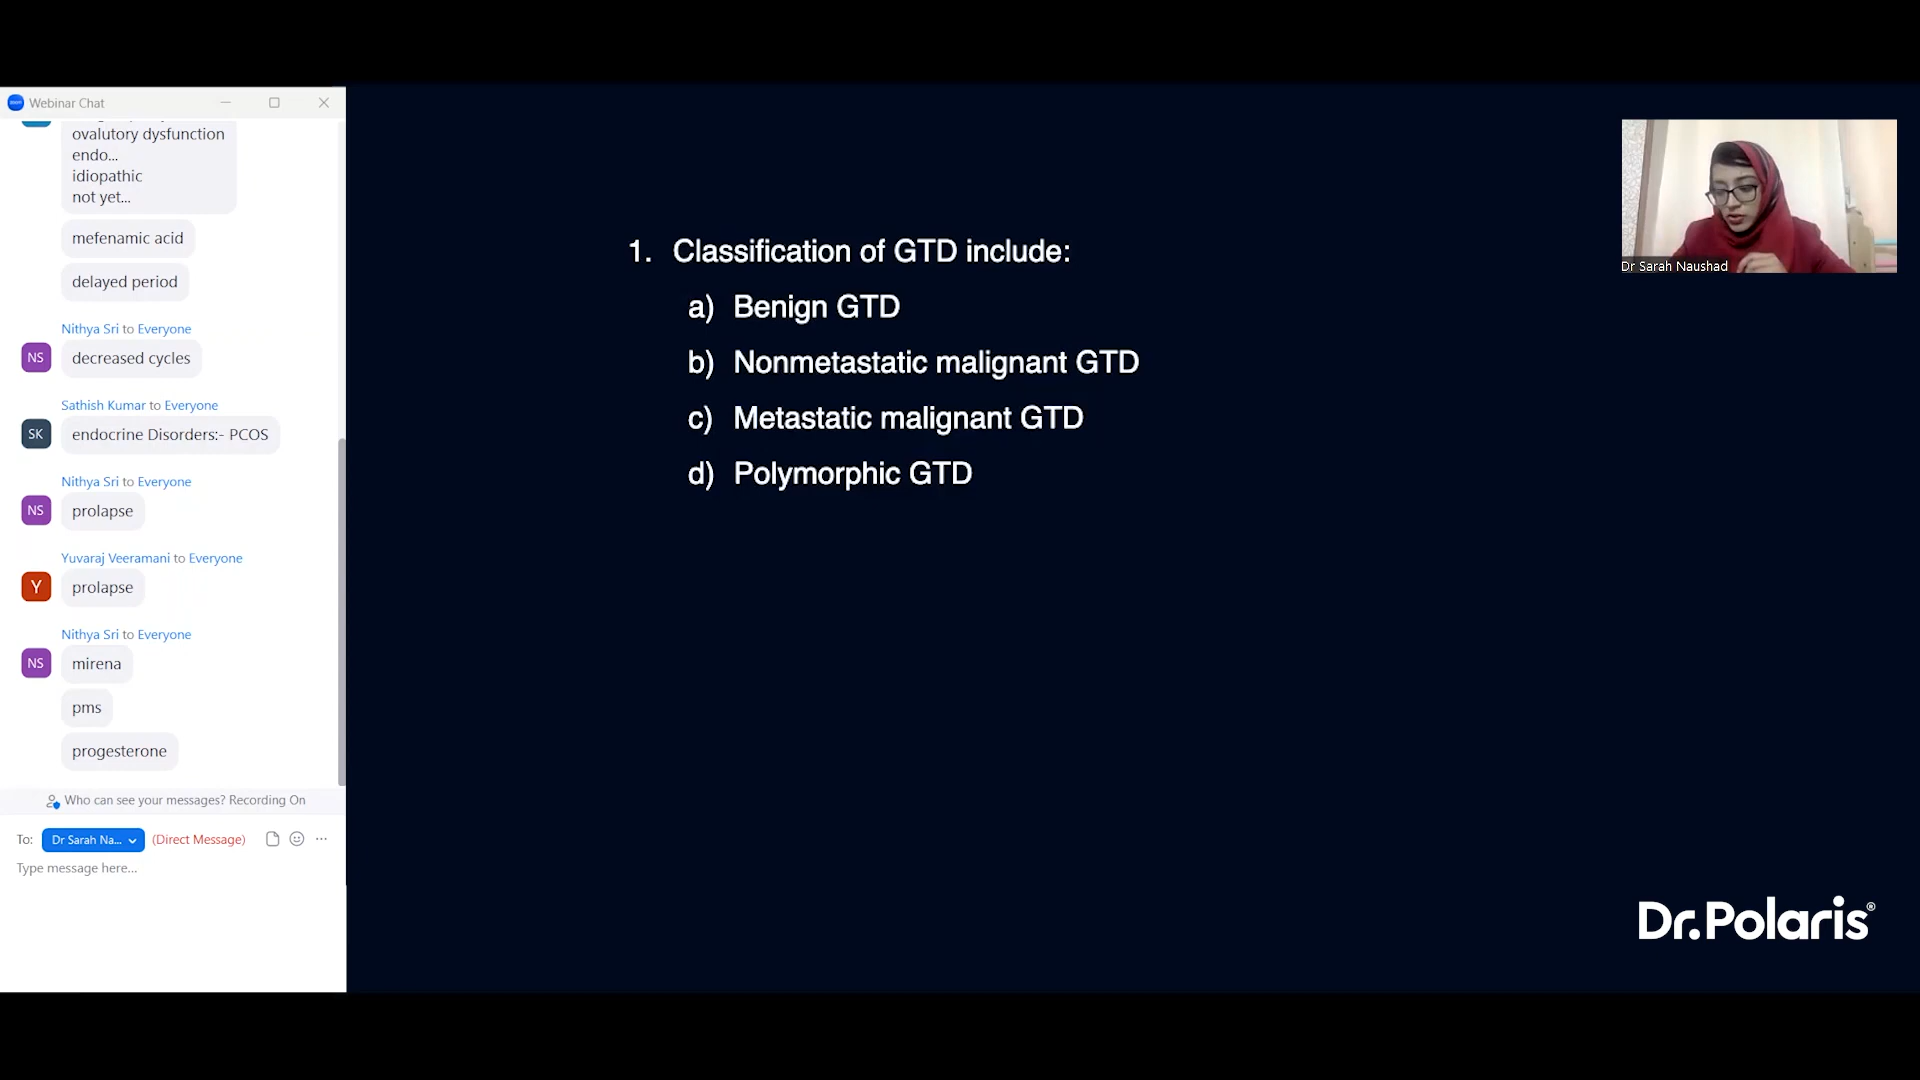 Webinar Chat
ovalutory dysfunction
endo...
idiopathic
not yet...
mefenamic acid
delayed period
Nithya Sri to Everyone
NS
decreased cycles
Sathish Kumar to Everyone
SK
endocrine Disorders:- PCOS
Nithya Sri to Everyone
NS
prolapse
Yuvaraj Veeramani to Everyone
Y
prolapse
Nithya Sri to Everyone
NS
mirena
pms
progesterone
Who can see your messages? Recording On
To: Dr Sarah Na... (Direct Message)
Type message here...
1. Classification of GTD include:
a) Benign GTD
b) Nonmetastatic malignant GTD
c) Metastatic malignant GTD
d) Polymorphic GTD
Dr Sarah Naushad
Dr.Polaris®